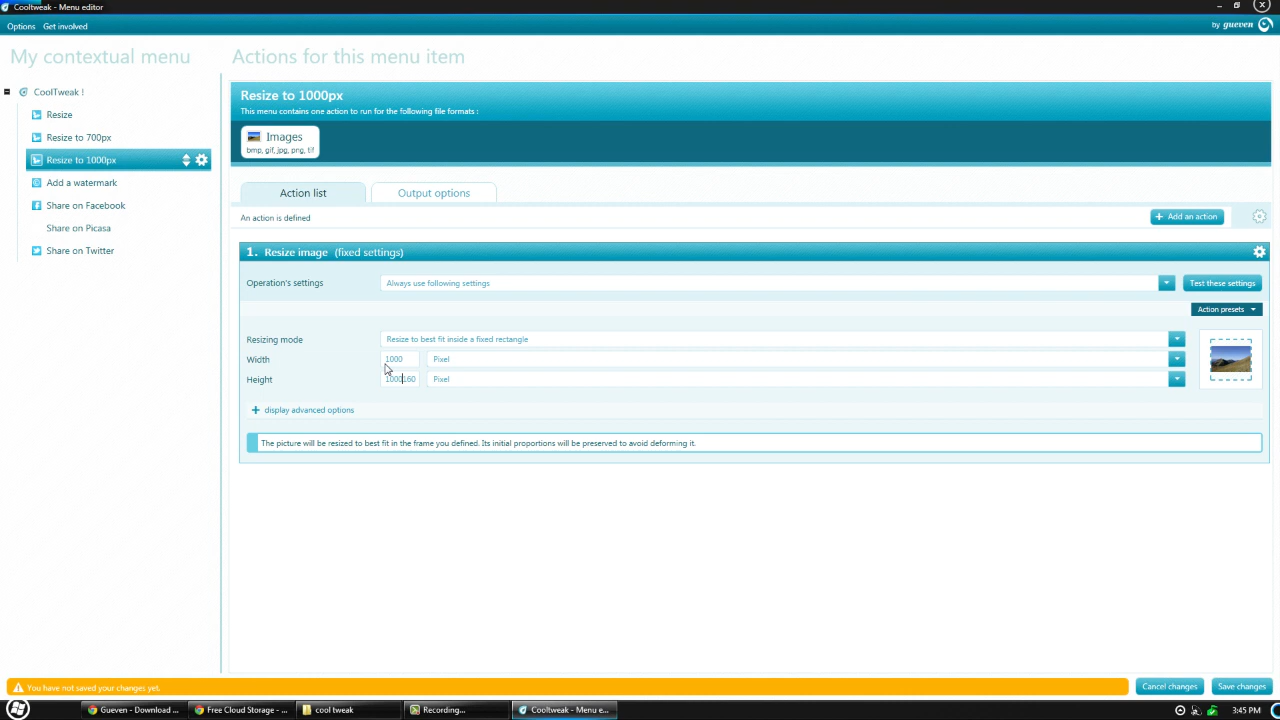 Cooltweak - Menu editor
Options Get involved
by gueven
My contextual menu
Actions for this menu item
CoolTweak !
Resize
Resize to 700px
Resize to 1000px
Add a watermark
Share on Facebook
Share on Picasa
Share on Twitter
Resize to 1000px
This menu contains one action to run for the following file formats :
Images
bmp, gif, jpg, png, tif
Action list
Output options
An action is defined
+ Add an action
1. Resize image (fixed settings)
Operation's settings
Always use following settings
Test these settings
Action presets
Resizing mode
Resize to best fit inside a fixed rectangle
Width
1000
Pixel
Height
1000160
Pixel
+ display advanced options
The picture will be resized to best fit in the frame you defined. Its initial proportions will be preserved to avoid deforming it.
You have not saved your changes yet.
Cancel changes
Save changes
Gueven - Download ...
Free Cloud Storage - ...
cool tweak
Recording...
Cooltweak - Menu e...
3:45 PM